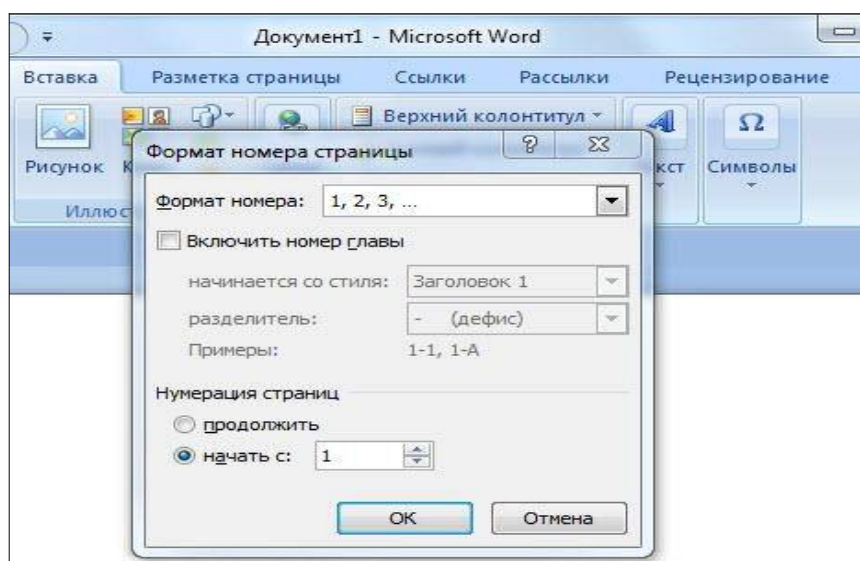 Документ1 - Microsoft Word
Вставка Разметка страницы Ссылки Рассылки Рецензирование
Верхний колонтитул
Рисунок
Символы
Формат номера страницы
Формат номера: 1, 2, 3, ...
Включить номер главы
начинается со стиля: Заголовок 1
разделитель: - (дефис)
Примеры: 1-1, 1-A
Нумерация страниц
продолжить
начать с: 1
ОК Отмена